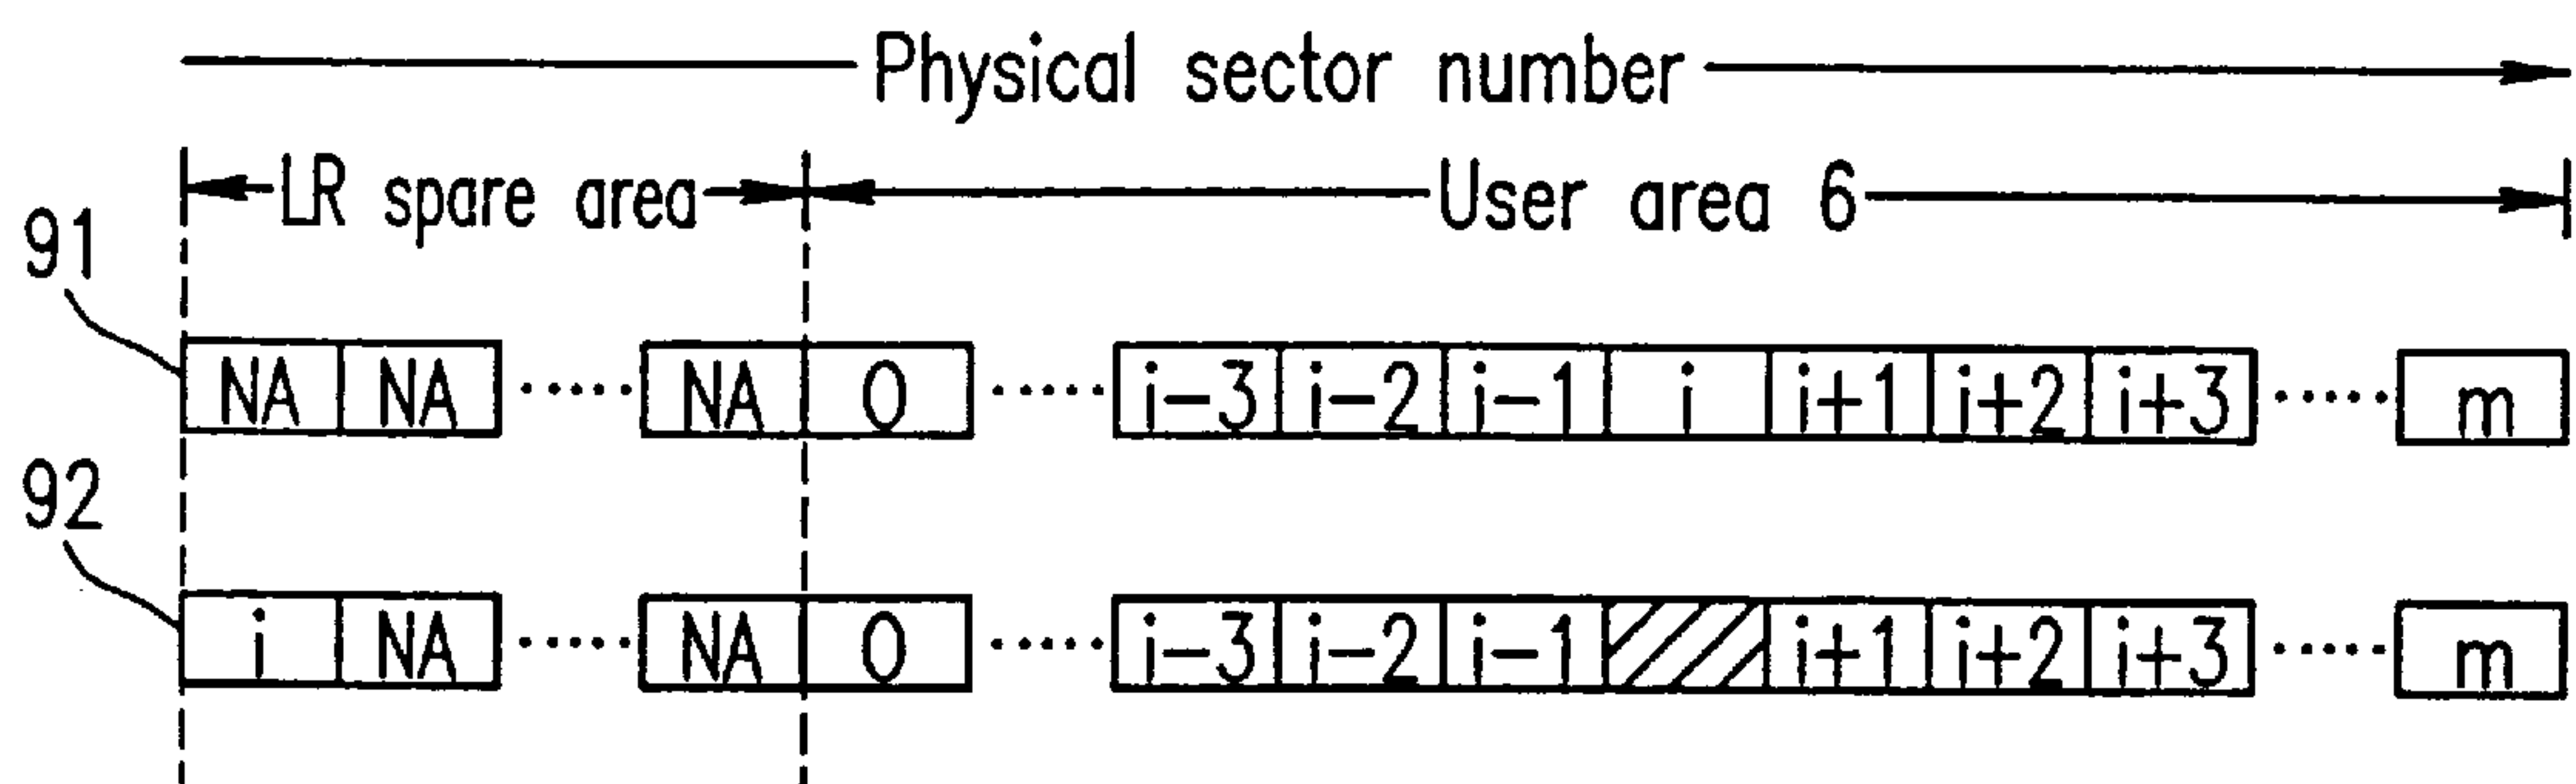 Physical sector number
LR spare area User area 6
91
NA NA ..... NA 0 ..... i-3 i-2 i-1 i i+1 i+2 i+3 ..... m
92
i NA ..... NA 0 ..... i-3 i-2 i-1 i+1 i+2 i+3 ..... m